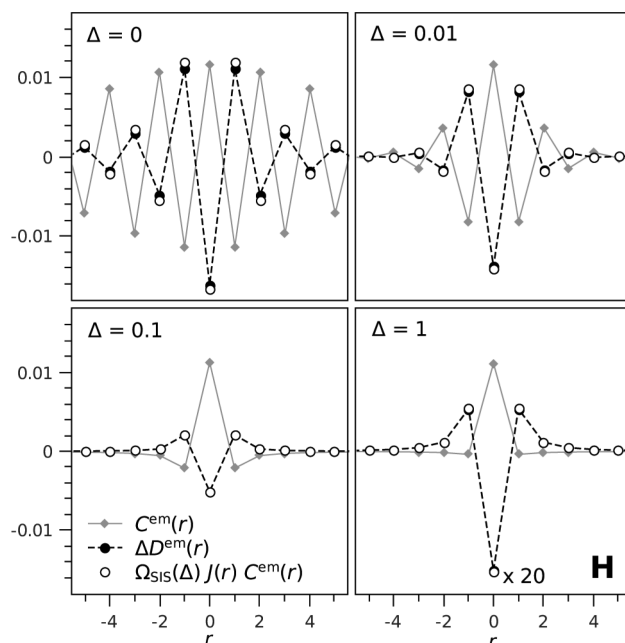 Δ = 0
Δ = 0.01
0.01
0
-0.01
Δ = 0.1
Δ = 1
0.01
0
-0.01
C^em(r)
ΔD^em(r)
Ω_SIS(Δ) J(r) C^em(r)
x 20
H
-4 -2 0 2 4
-4 -2 0 2 4
r
r